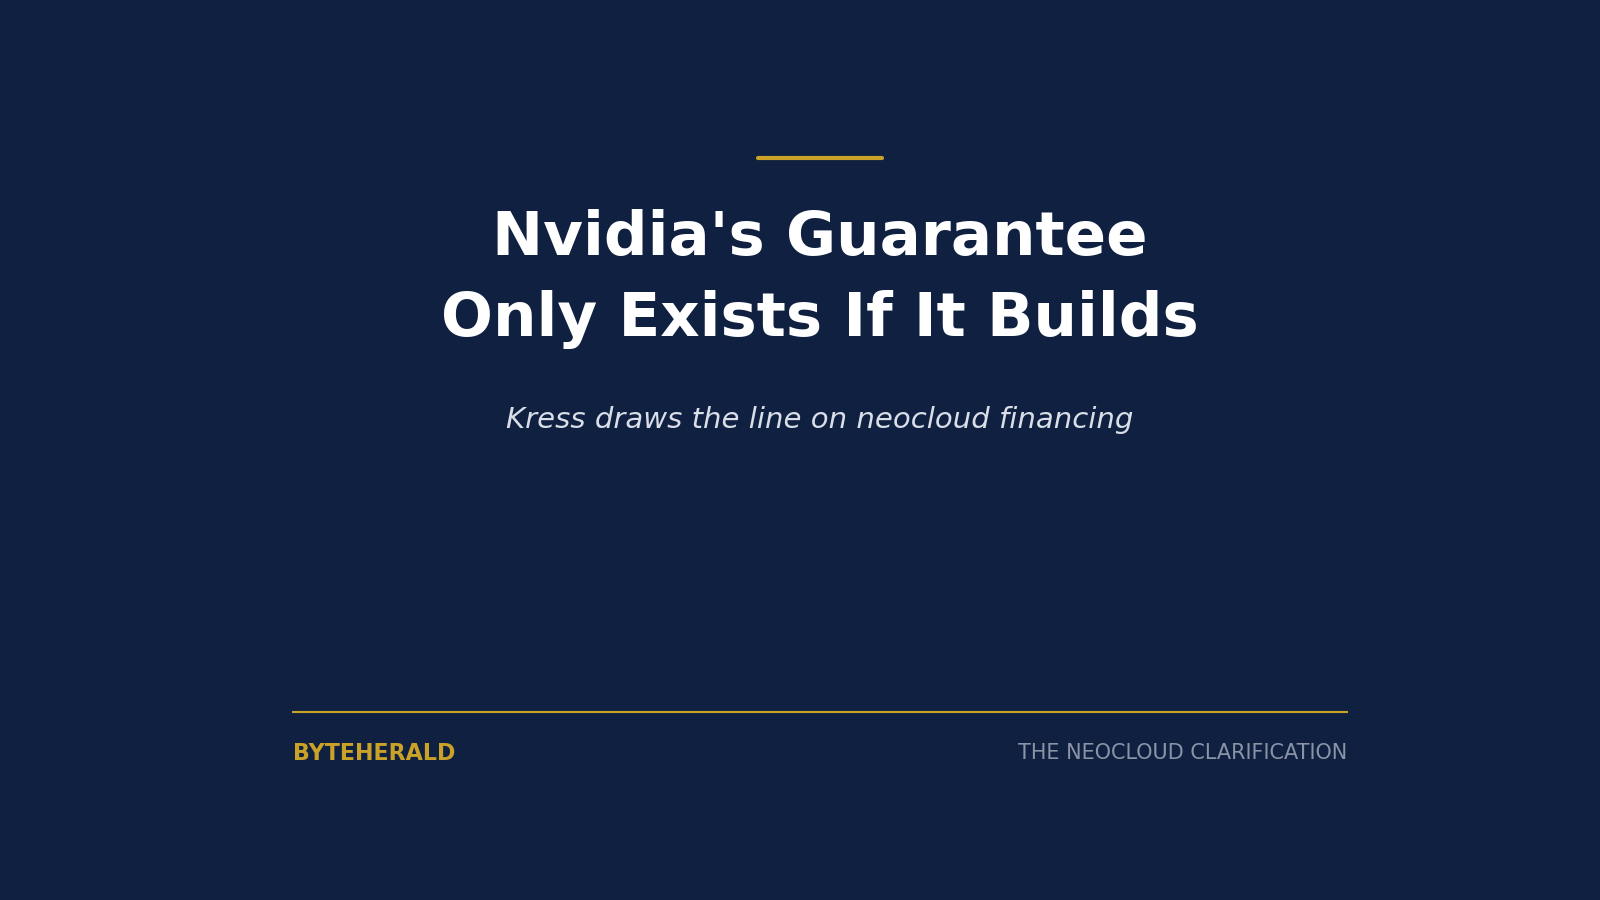 Nvidia's Guarantee
Only Exists If It Builds
Kress draws the line on neocloud financing
BYTEHERALD
THE NEOCLOUD CLARIFICATION